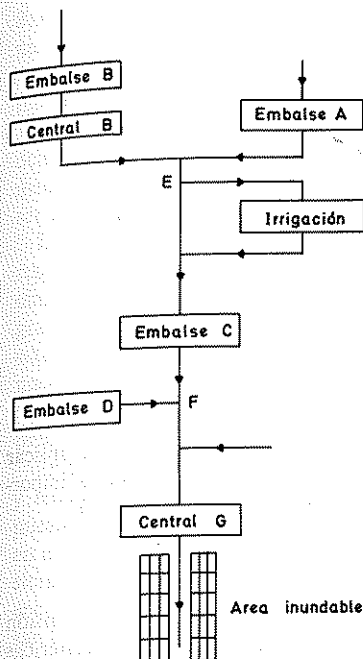 Embalse B
Central B
Embalse A
E
Irrigación
Embalse C
Embalse D
F
Central G
Area inundable